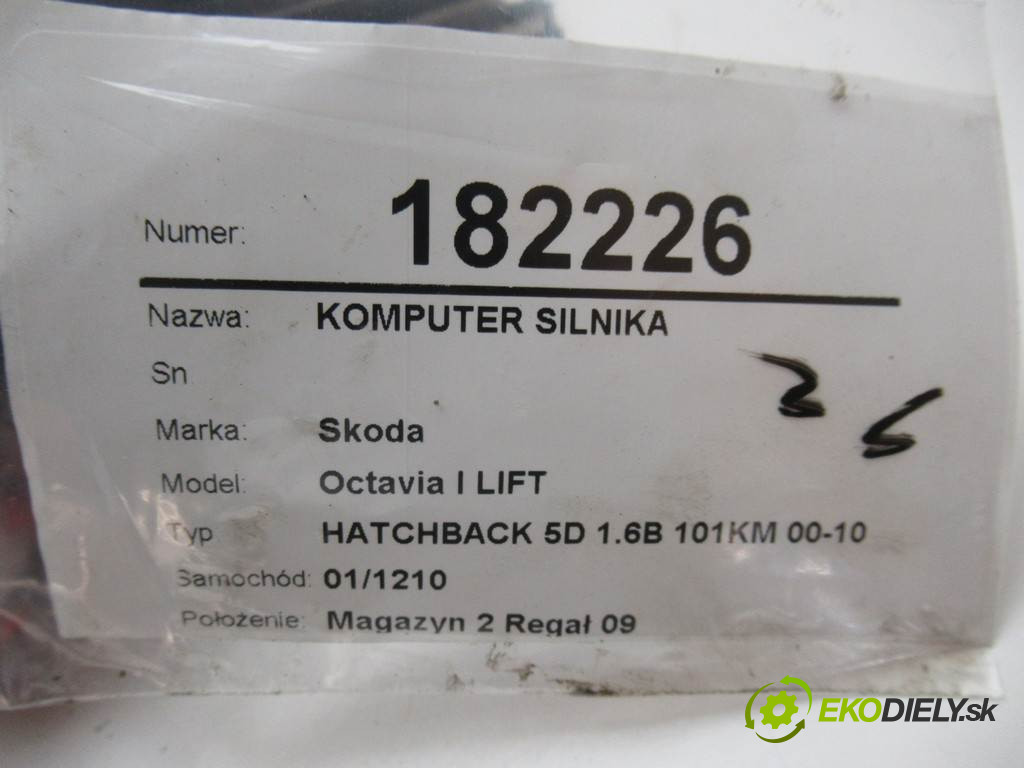 Numer: 182226
Nazwa: KOMPUTER SILNIKA
Sn
Marka: Skoda
Model: Octavia I LIFT
Typ HATCHBACK 5D 1.6B 101KM 00-10
Samochód: 01/1210
Położenie: Magazyn 2 Regał 09
EKODIELY.sk